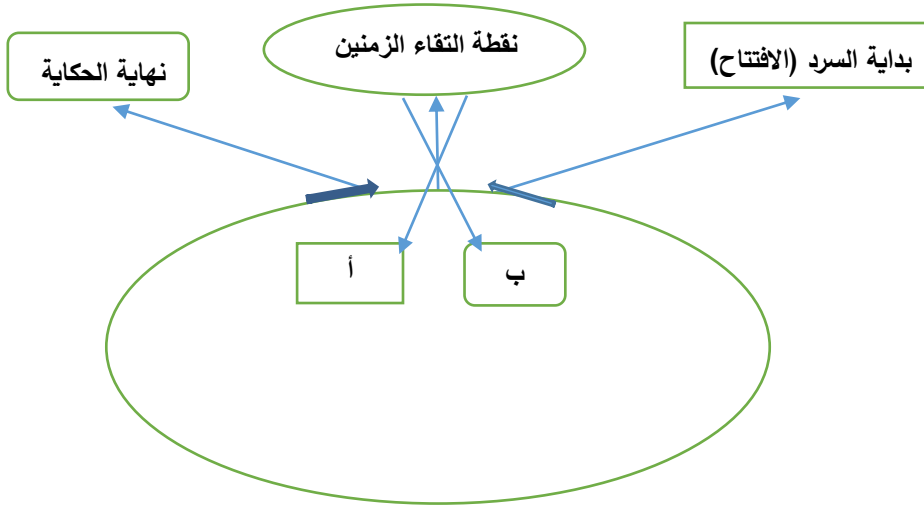 بداية السرد (الافتتاح)
نقطة التقاء الزمنين
نهاية الحكاية
ب
أ